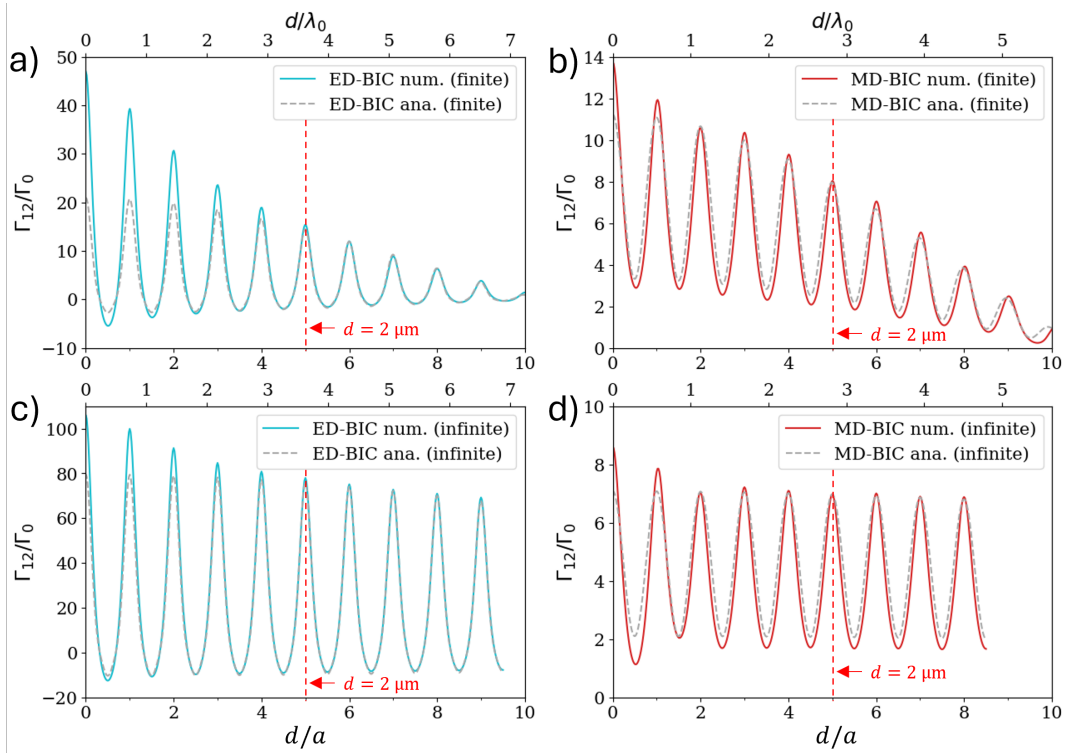 a)
d/λ₀
0 1 2 3 4 5 6 7
50
40
30
20
10
0
−10
Γ₁₂/Γ₀
ED-BIC num. (finite)
ED-BIC ana. (finite)
d = 2 μm
0 2 4 6 8 10
b)
d/λ₀
0 1 2 3 4 5
14
12
10
8
6
4
2
0
Γ₁₂/Γ₀
MD-BIC num. (finite)
MD-BIC ana. (finite)
d = 2 μm
0 2 4 6 8 10
c)
0 1 2 3 4 5 6 7
100
80
60
40
20
0
−20
Γ₁₂/Γ₀
ED-BIC num. (infinite)
ED-BIC ana. (infinite)
d = 2 μm
0 2 4 6 8 10
d/a
d)
0 1 2 3 4 5
10
8
6
4
2
0
Γ₁₂/Γ₀
MD-BIC num. (infinite)
MD-BIC ana. (infinite)
d = 2 μm
0 2 4 6 8 10
d/a